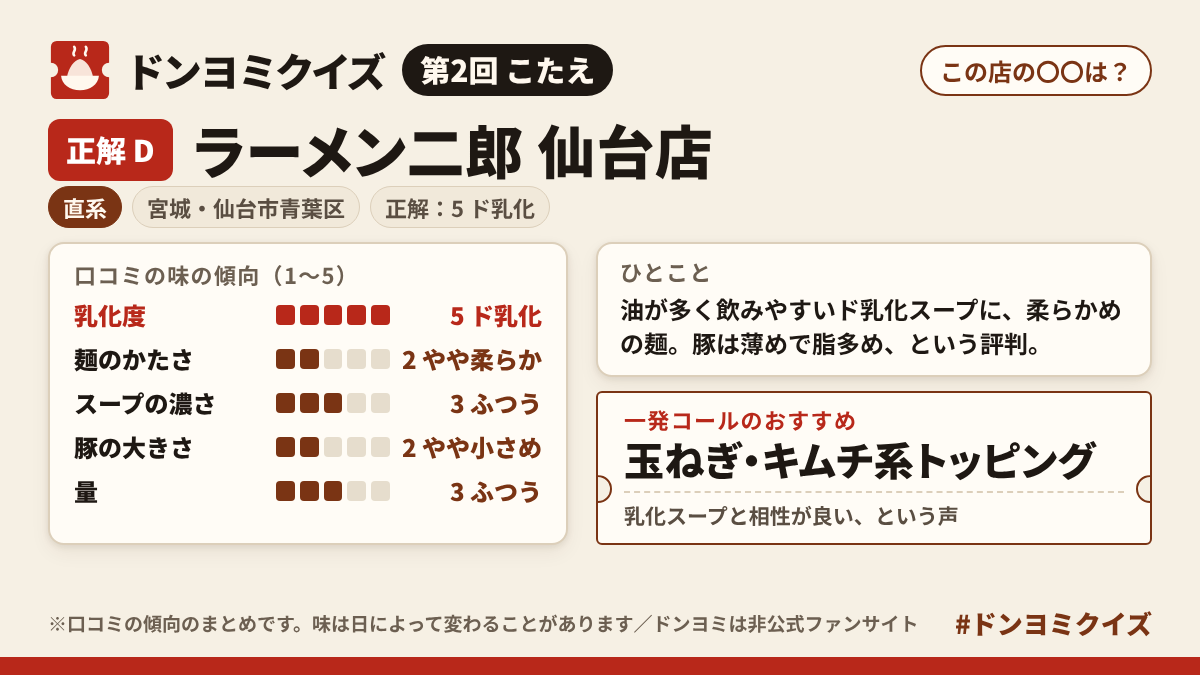 ドンヨミクイズ 第2回 こたえ この店の〇〇は？
正解 D ラーメン二郎 仙台店
直系 宮城・仙台市青葉区 正解：5 ド乳化
口コミの味の傾向（1〜5）
乳化度 5 ド乳化
麺のかたさ 2 やや柔らか
スープの濃さ 3 ふつう
豚の大きさ 2 やや小さめ
量 3 ふつう
ひとこと
油が多く飲みやすいド乳化スープに、柔らかめ
の麺。豚は薄めで脂多め、という評判。
一発コールのおすすめ
玉ねぎ・キムチ系トッピング
乳化スープと相性が良い、という声
※口コミの傾向のまとめです。味は日によって変わることがあります／ドンヨミは非公式ファンサイト #ドンヨミクイズ